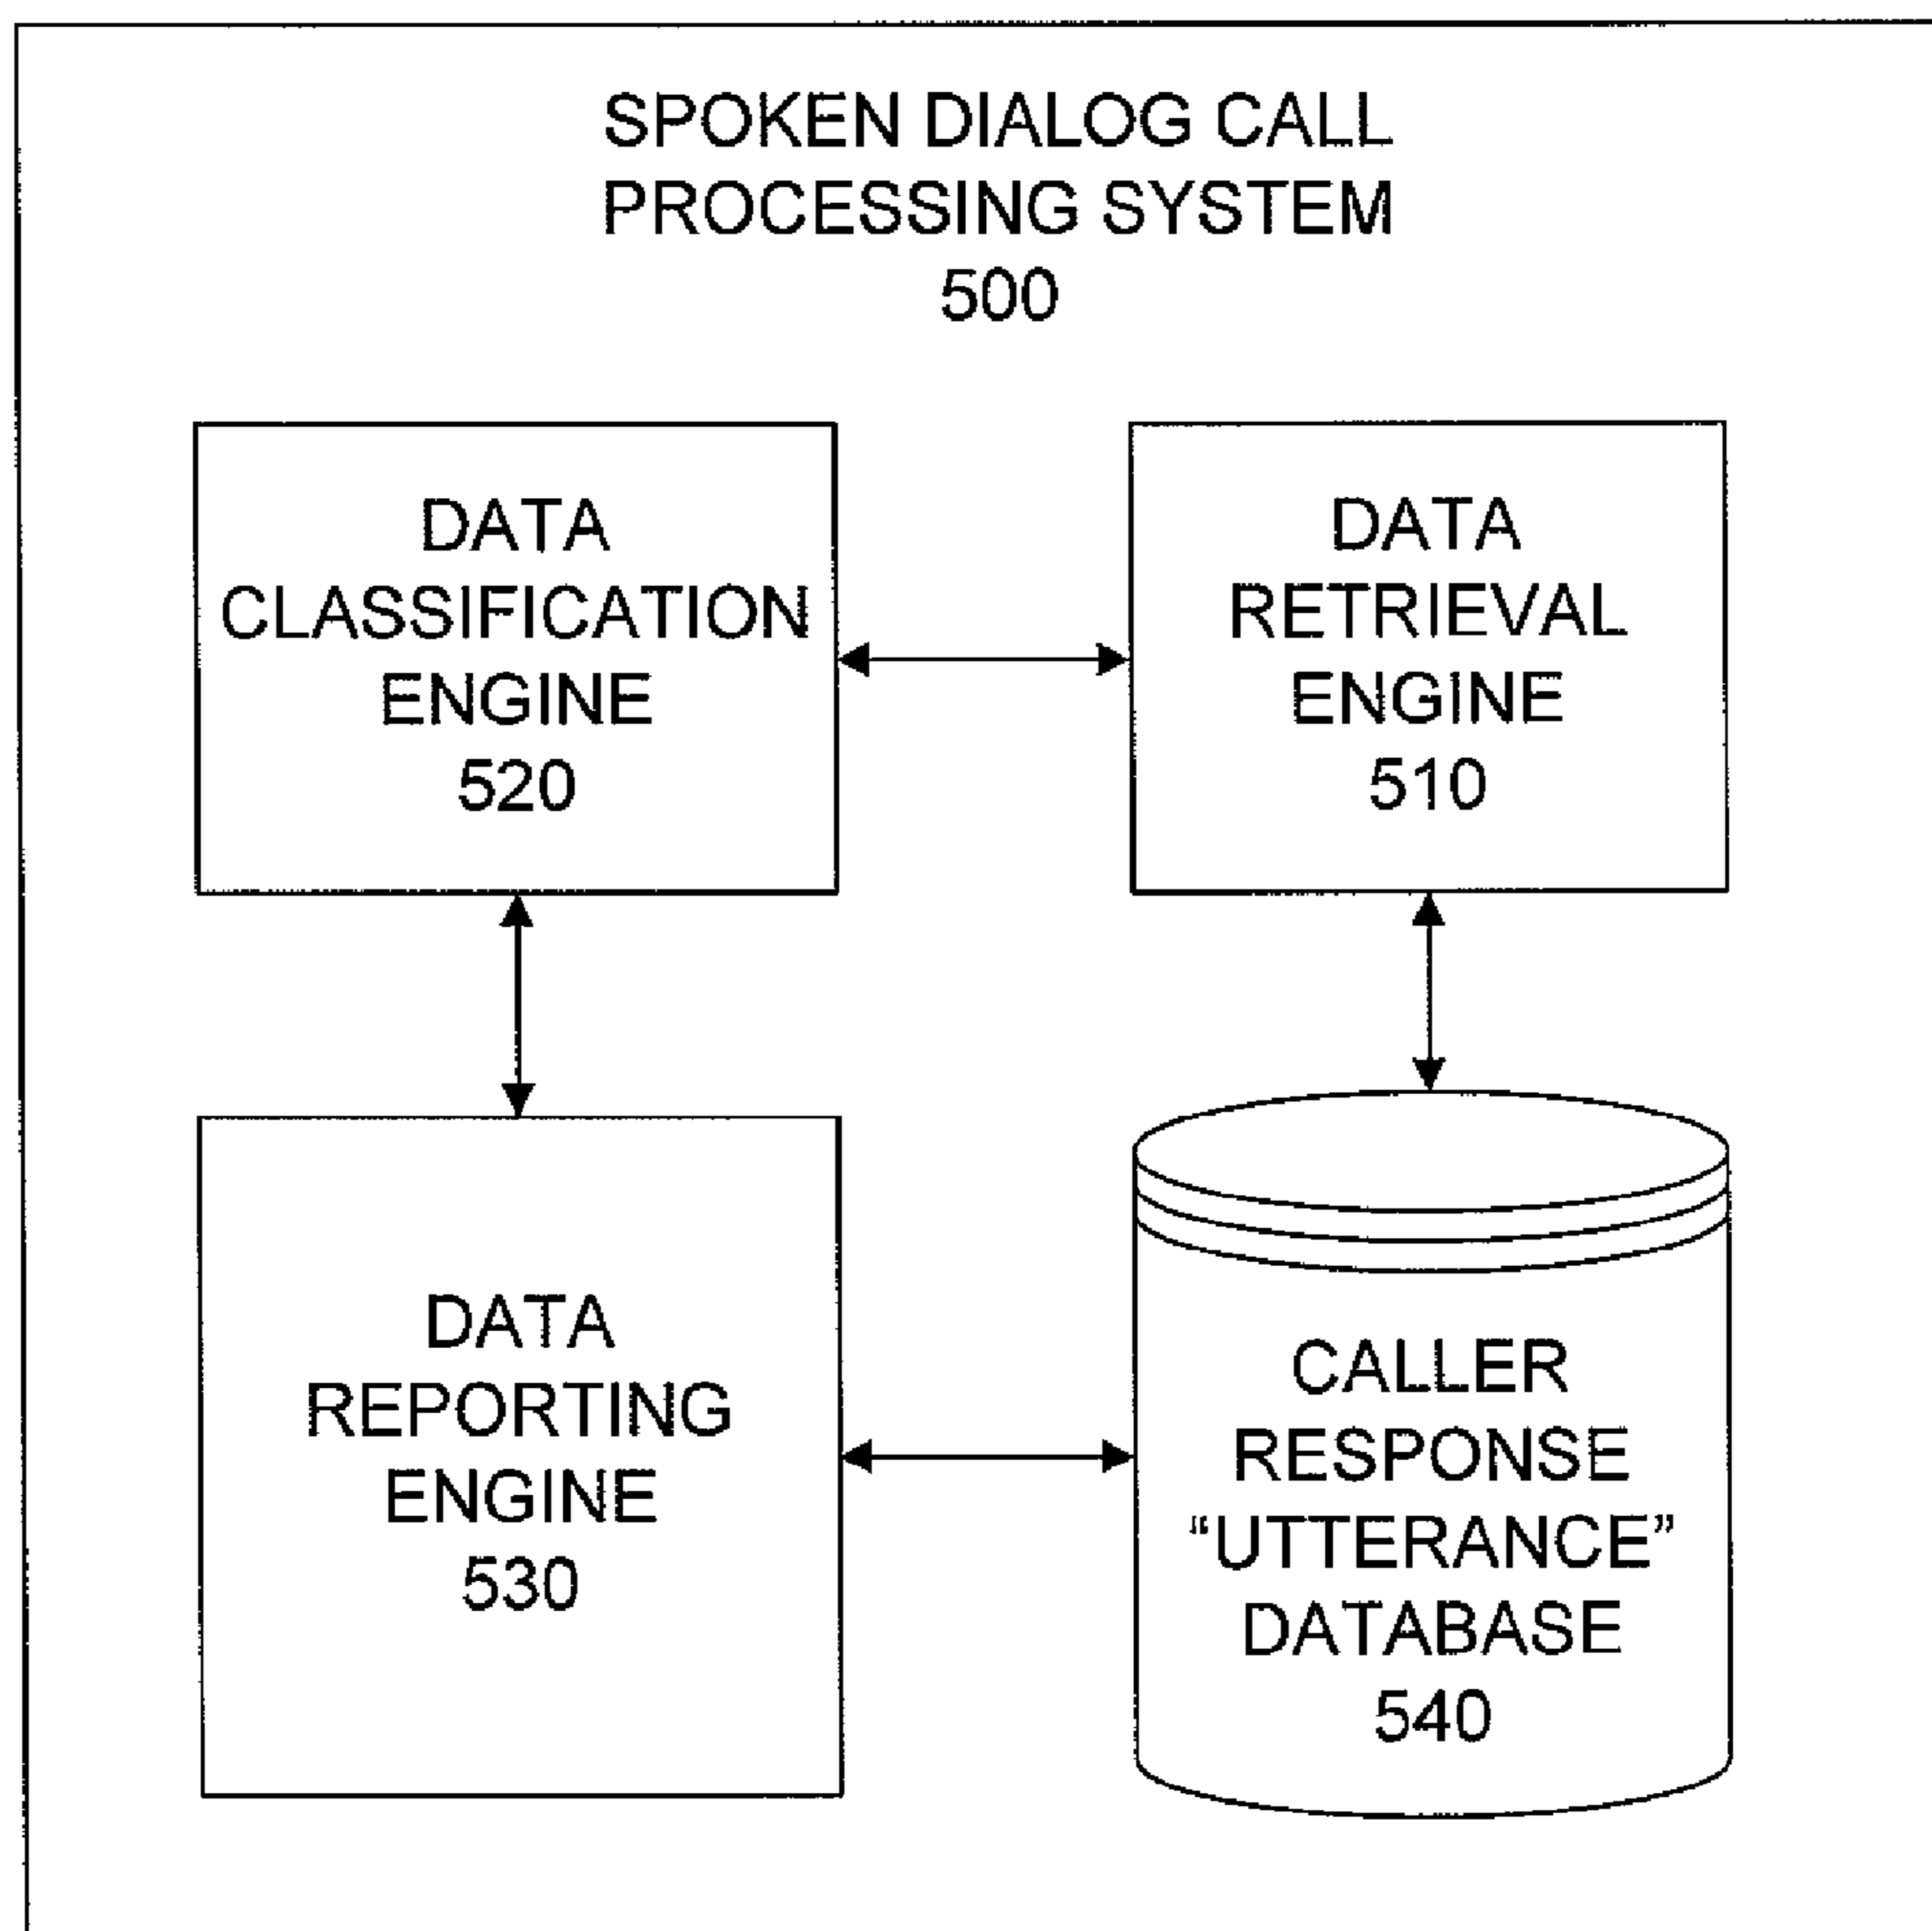 SPOKEN DIALOG CALL
PROCESSING SYSTEM
500
DATA
CLASSIFICATION
ENGINE
520
DATA
RETRIEVAL
ENGINE
510
DATA
REPORTING
ENGINE
530
CALLER
RESPONSE
“UTTERANCE”
DATABASE
540